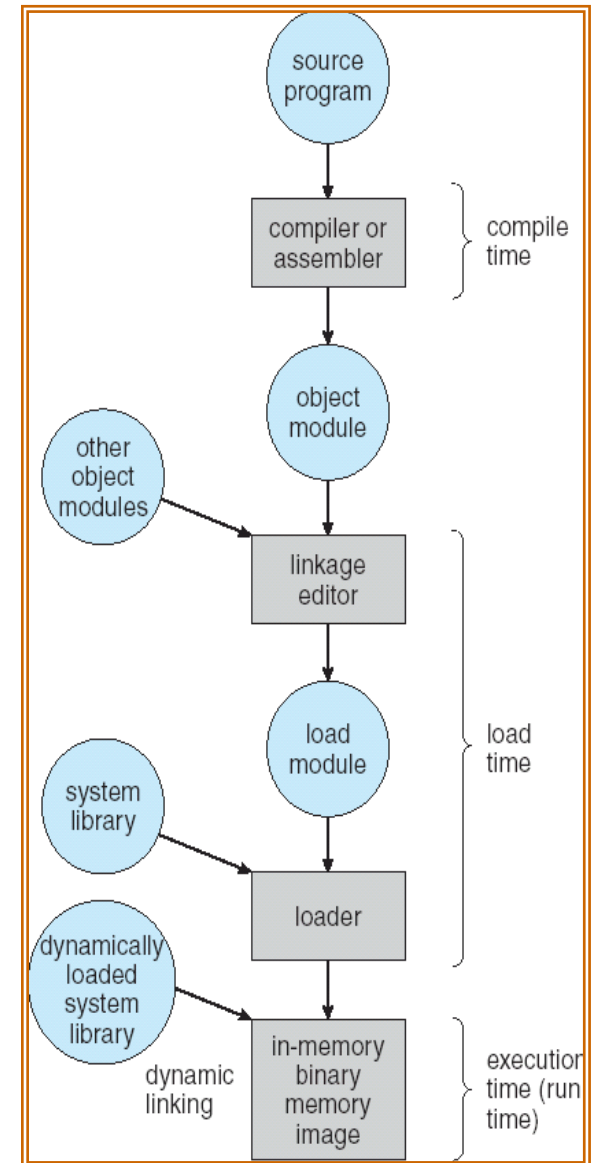 source
program
compiler or
assembler
compile
time
object
module
other
object
modules
linkage
editor
load
module
load
time
system
library
loader
dynamically
loaded
system
library
dynamic
linking
in-memory
binary
memory
image
execution
time (run
time)